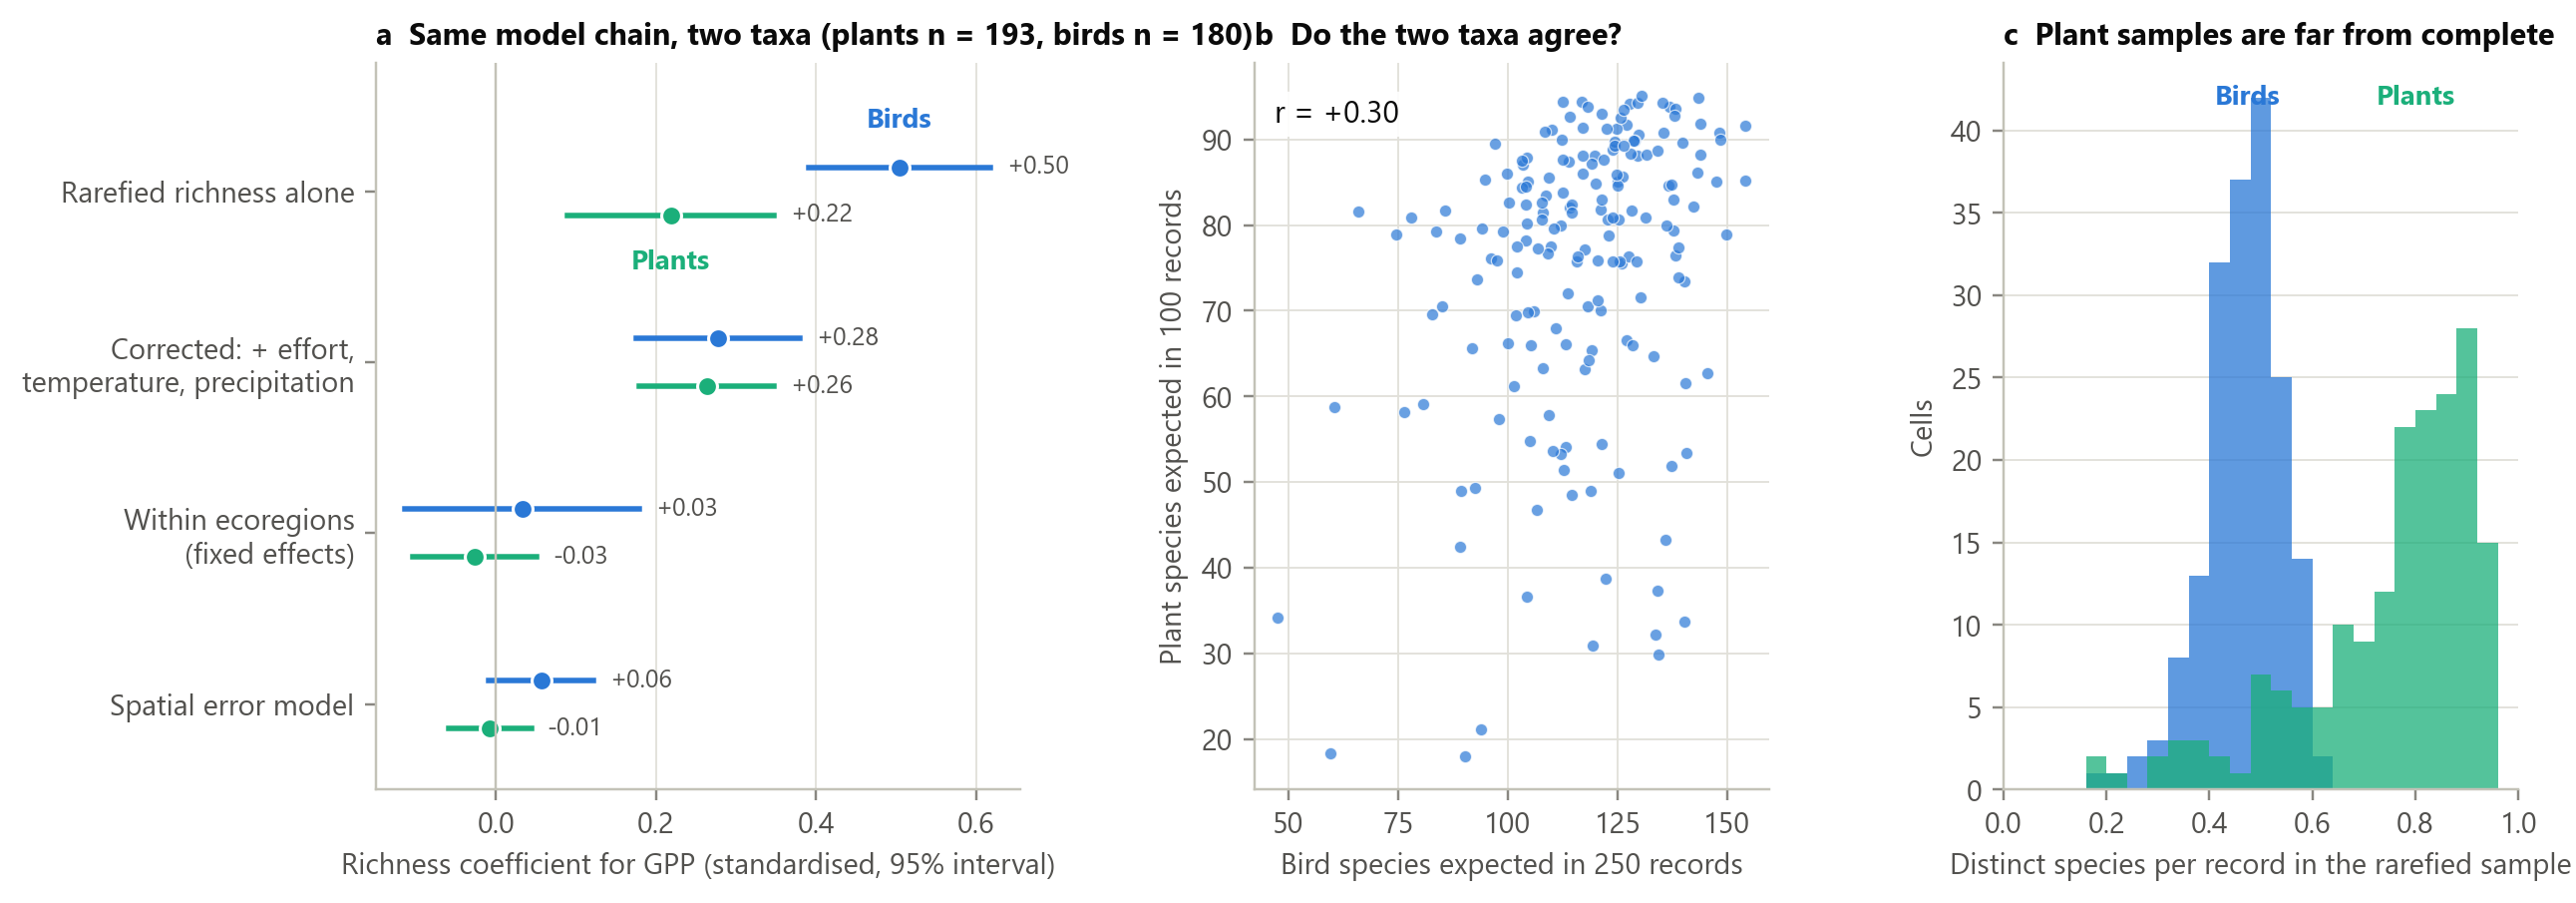 a Same model chain, two taxa (plants n = 193, birds n = 180)
Birds
+0.50
Rarefied richness alone
+0.22
Plants
+0.28
Corrected: + effort,
temperature, precipitation
+0.26
+0.03
Within ecoregions
(fixed effects)
-0.03
+0.06
Spatial error model
-0.01
0.0 0.2 0.4 0.6
Richness coefficient for GPP (standardised, 95% interval)
b Do the two taxa agree?
r = +0.30
Plant species expected in 100 records
90
80
70
60
50
40
30
20
50 75 100 125 150
Bird species expected in 250 records
c Plant samples are far from complete
Birds Plants
Cells
40
35
30
25
20
15
10
5
0
0.0 0.2 0.4 0.6 0.8 1.0
Distinct species per record in the rarefied sample